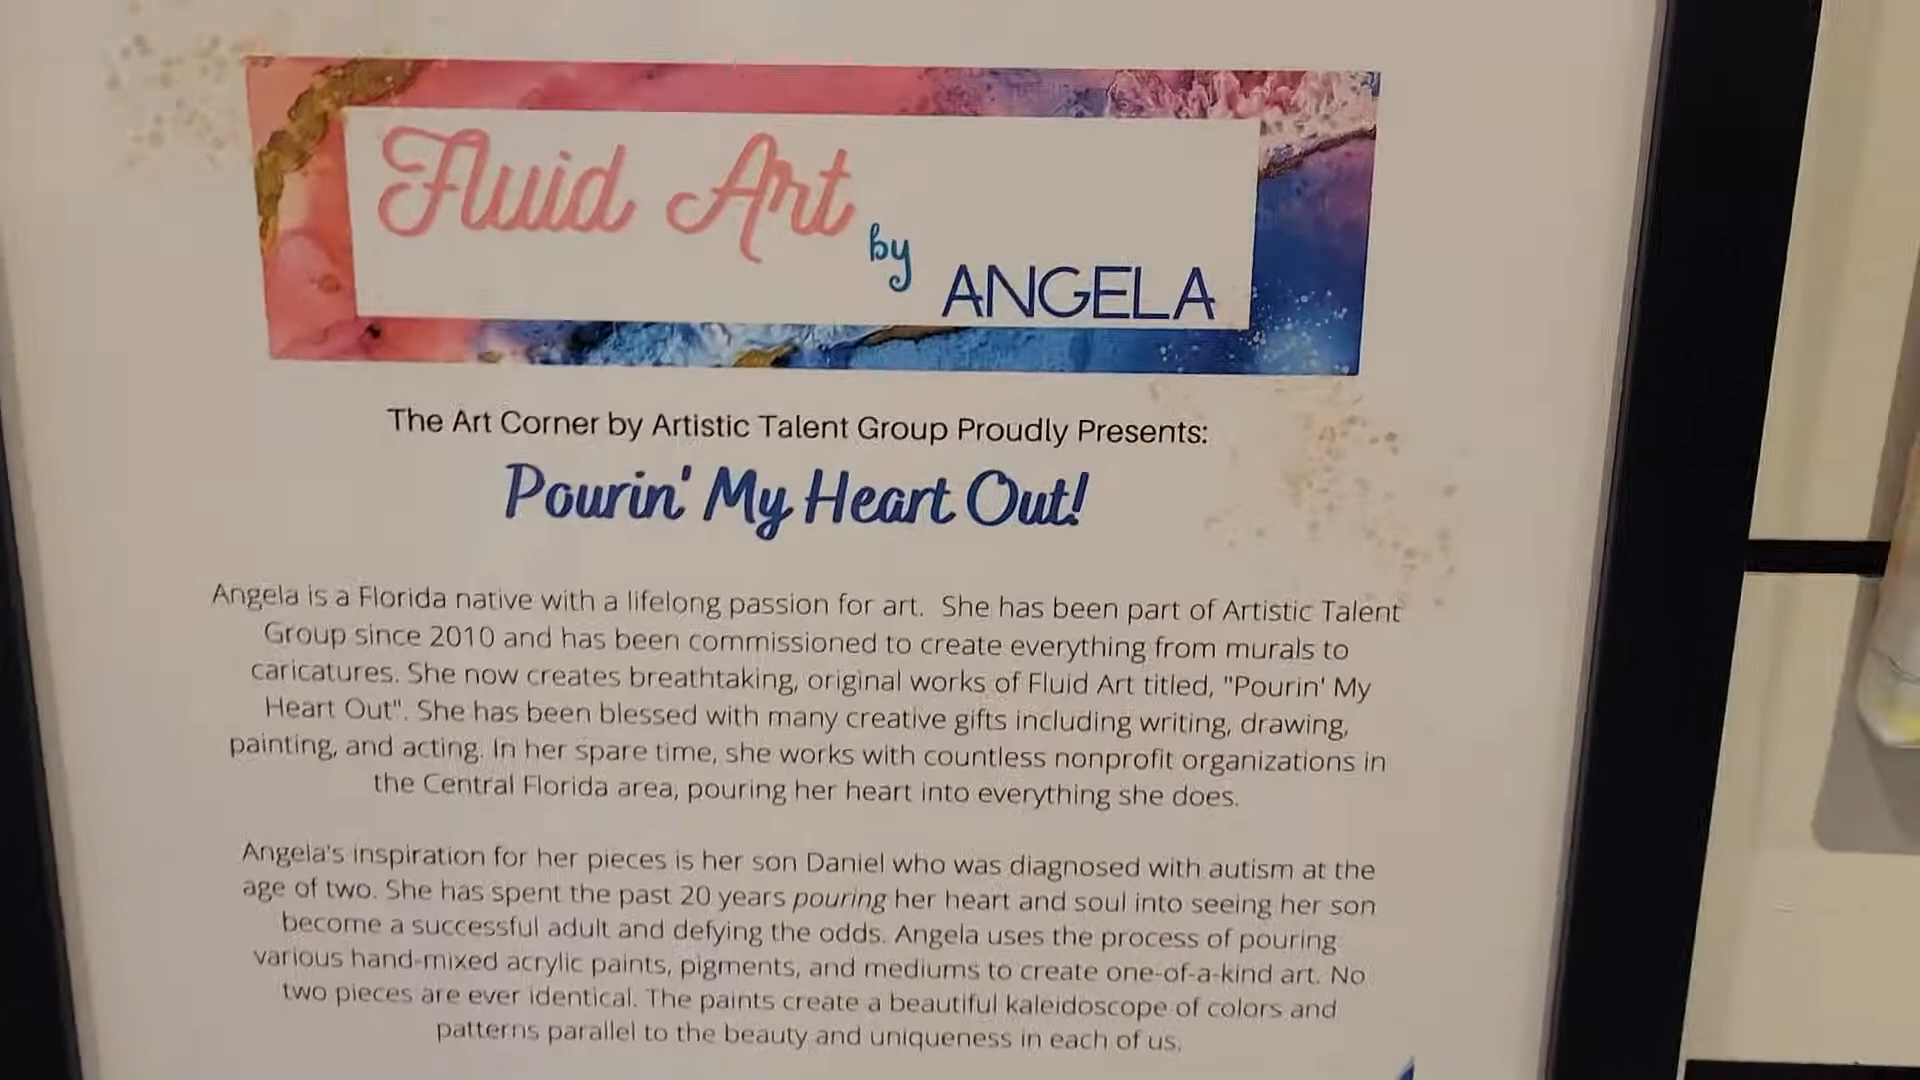 Fluid Art
by
ANGELA
The Art Corner by Artistic Talent Group Proudly Presents:
Pourin' My Heart Out!
Angela is a Florida native with a lifelong passion for art. She has been part of Artistic Talent
Group since 2010 and has been commissioned to create everything from murals to
caricatures. She now creates breathtaking, original works of Fluid Art titled, "Pourin' My
Heart Out". She has been blessed with many creative gifts including writing, drawing,
painting, and acting. In her spare time, she works with countless nonprofit organizations in
the Central Florida area, pouring her heart into everything she does.
Angela's inspiration for her pieces is her son Daniel who was diagnosed with autism at the
age of two. She has spent the past 20 years pouring her heart and soul into seeing her son
become a successful adult and defying the odds. Angela uses the process of pouring
various hand-mixed acrylic paints, pigments, and mediums to create one-of-a-kind art. No
two pieces are ever identical. The paints create a beautiful kaleidoscope of colors and
patterns parallel to the beauty and uniqueness in each of us.